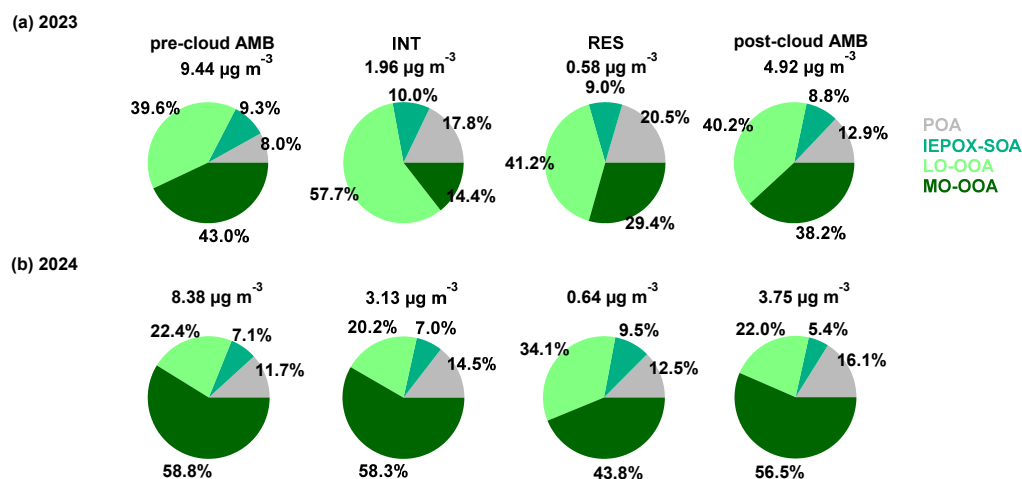 (a) 2023
pre-cloud AMB
9.44 µg m⁻³
INT
1.96 µg m⁻³
RES
0.58 µg m⁻³
post-cloud AMB
4.92 µg m⁻³
39.6%
9.3%
8.0%
43.0%
10.0%
17.8%
57.7%
14.4%
9.0%
20.5%
41.2%
29.4%
8.8%
40.2%
12.9%
38.2%
POA
IEPOX-SOA
LO-OOA
MO-OOA
(b) 2024
8.38 µg m⁻³
3.13 µg m⁻³
0.64 µg m⁻³
3.75 µg m⁻³
22.4%
7.1%
11.7%
58.8%
20.2%
7.0%
14.5%
58.3%
34.1%
9.5%
12.5%
43.8%
22.0%
5.4%
16.1%
56.5%